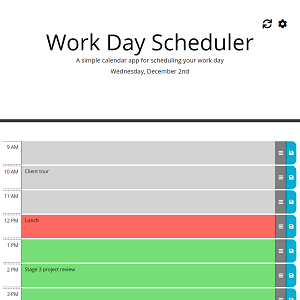 Work Day Scheduler
A simple calendar app for scheduling your work day
Wednesday, December 2nd
9 AM
10 AM Client tour
11 AM
12 PM Lunch
1 PM
2 PM Stage 3 project review
3 PM